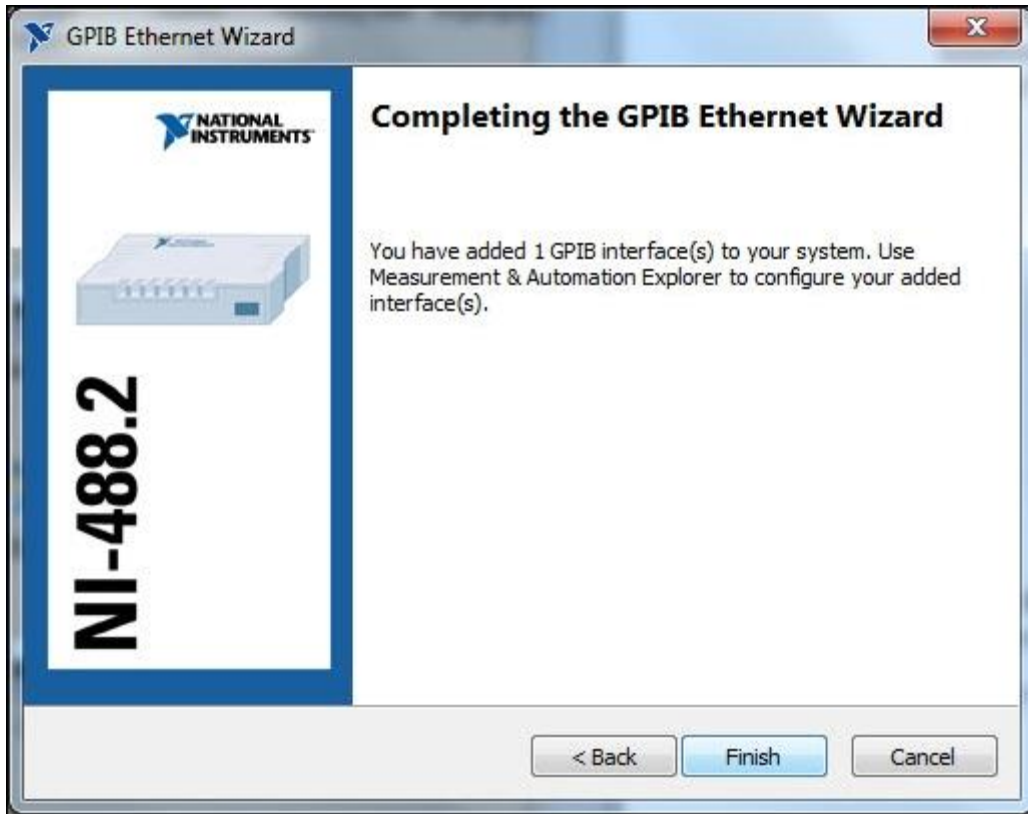 GPIB Ethernet Wizard
NATIONAL
INSTRUMENTS
NI-488.2
Completing the GPIB Ethernet Wizard
You have added 1 GPIB interface(s) to your system. Use
Measurement & Automation Explorer to configure your added
interface(s).
< Back
Finish
Cancel